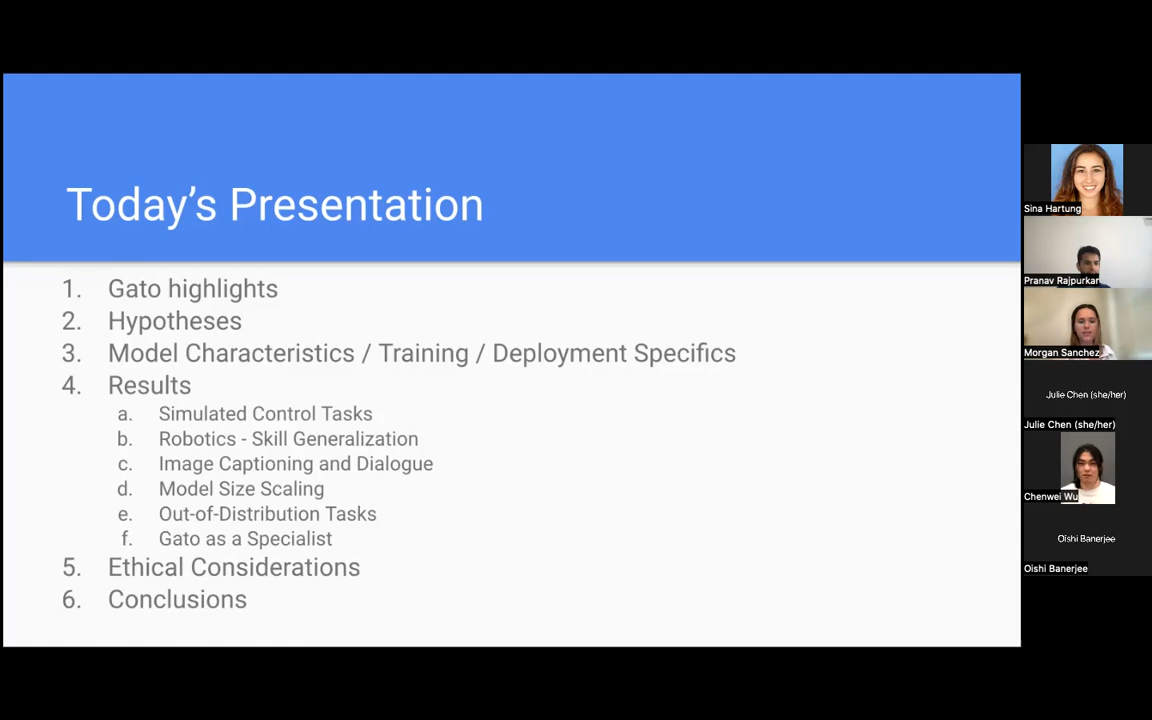 Today's Presentation
1. Gato highlights
2. Hypotheses
3. Model Characteristics / Training / Deployment Specifics
4. Results
a. Simulated Control Tasks
b. Robotics - Skill Generalization
c. Image Captioning and Dialogue
d. Model Size Scaling
e. Out-of-Distribution Tasks
f. Gato as a Specialist
5. Ethical Considerations
6. Conclusions
Sina Hartung
Pranav Rajpurkar
Morgan Sanchez
Julie Chen (she/her)
Julie Chen (she/her)
Chenwei Wu
Oishi Banerjee
Oishi Banerjee